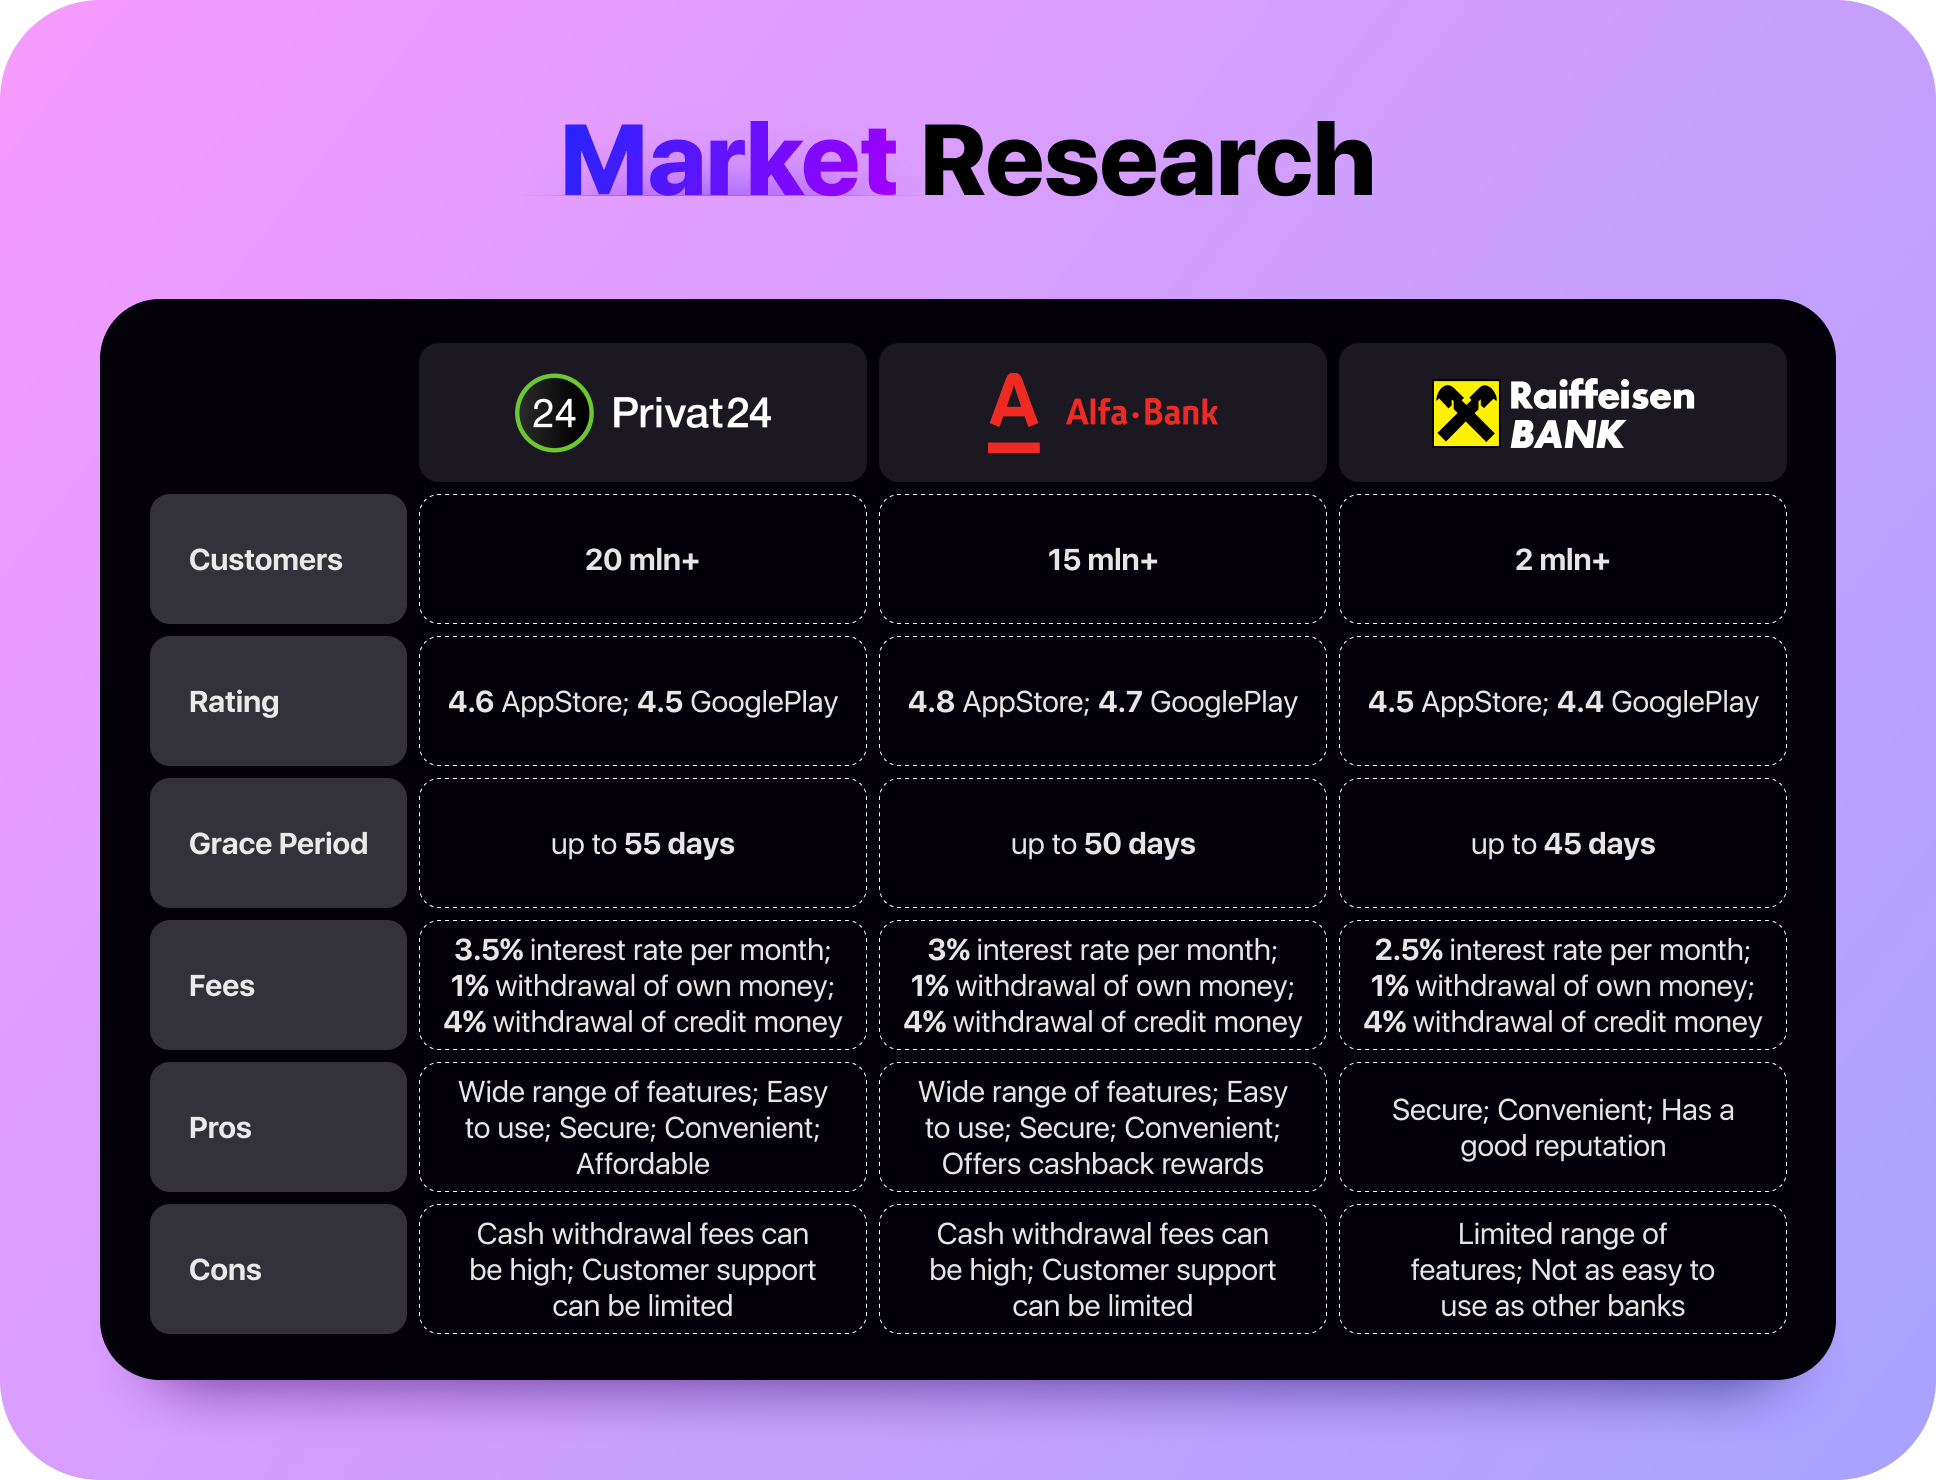 Market Research
24 Privat24
A Alfa·Bank
Raiffeisen
BANK
Customers
20 mln+
15 mln+
2 mln+
Rating
4.6 AppStore; 4.5 GooglePlay
4.8 AppStore; 4.7 GooglePlay
4.5 AppStore; 4.4 GooglePlay
Grace Period
up to 55 days
up to 50 days
up to 45 days
Fees
3.5% interest rate per month;
1% withdrawal of own money;
4% withdrawal of credit money
3% interest rate per month;
1% withdrawal of own money;
4% withdrawal of credit money
2.5% interest rate per month;
1% withdrawal of own money;
4% withdrawal of credit money
Pros
Wide range of features; Easy
to use; Secure; Convenient;
Affordable
Wide range of features; Easy
to use; Secure; Convenient;
Offers cashback rewards
Secure; Convenient; Has a
good reputation
Cons
Cash withdrawal fees can
be high; Customer support
can be limited
Cash withdrawal fees can
be high; Customer support
can be limited
Limited range of
features; Not as easy to
use as other banks